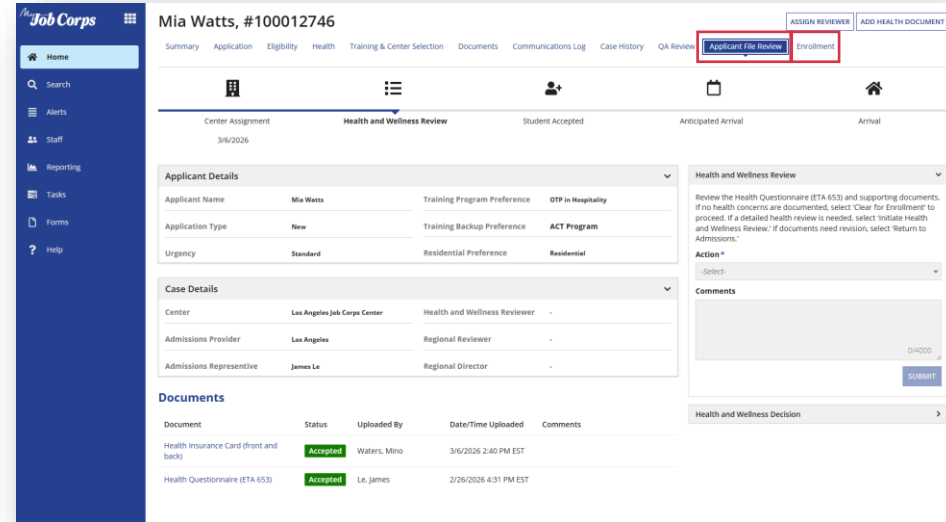 My Job Corps
Mia Watts, #100012746
ASSIGN REVIEWER
ADD HEALTH DOCUMENT
Summary Application Eligibility Health Training & Center Selection Documents Communications Log Case History QA Review Applicant File Review Enrollment
Home
Search
Alerts
Staff
Reporting
Tasks
Forms
Help
Center Assignment
3/6/2026
Health and Wellness Review
Student Accepted
Anticipated Arrival
Arrival
Applicant Details
Applicant Name Mia Watts Training Program Preference OTP in Hospitality
Application Type New Training Backup Preference ACT Program
Urgency Standard Residential Preference Residential
Case Details
Center Los Angeles Job Corps Center Health and Wellness Reviewer -
Admissions Provider Los Angeles Regional Reviewer -
Admissions Representative James Le Regional Director -
Documents
Document Status Uploaded By Date/Time Uploaded Comments
Health Insurance Card (front and
back) Accepted Waters, Mino 3/6/2026 2:40 PM EST
Health Questionnaire (ETA 653) Accepted Le, James 2/26/2026 4:31 PM EST
Health and Wellness Review
Review the Health Questionnaire (ETA 653) and supporting documents.
If no health concerns are documented, select 'Clear for Enrollment' to
proceed. If a detailed health review is needed, select 'Initiate Health
and Wellness Review.' If documents need revision, select 'Return to
Admissions.'
Action *
-Select-
Comments
0/4000
SUBMIT
Health and Wellness Decision